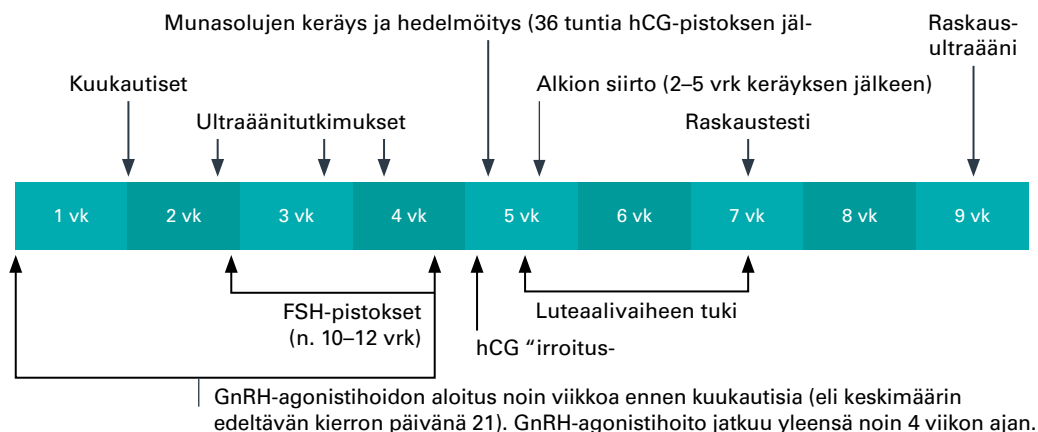 Munasolujen keräys ja hedelmöitys (36 tuntia hCG-pistoksen jäl-
Raskaus-
ultraääni
Kuukautiset
Alkion siirto (2–5 vrk keräyksen jälkeen)
Ultraäänitutkimukset
Raskaustesti
1 vk
2 vk
3 vk
4 vk
5 vk
6 vk
7 vk
8 vk
9 vk
FSH-pistokset
(n. 10–12 vrk)
Luteaalivaiheen tuki
hCG “irroitus-
GnRH-agonistihoidon aloitus noin viikkoa ennen kuukautisia (eli keskimäärin
edeltävän kierron päivänä 21). GnRH-agonistihoito jatkuu yleensä noin 4 viikon ajan.